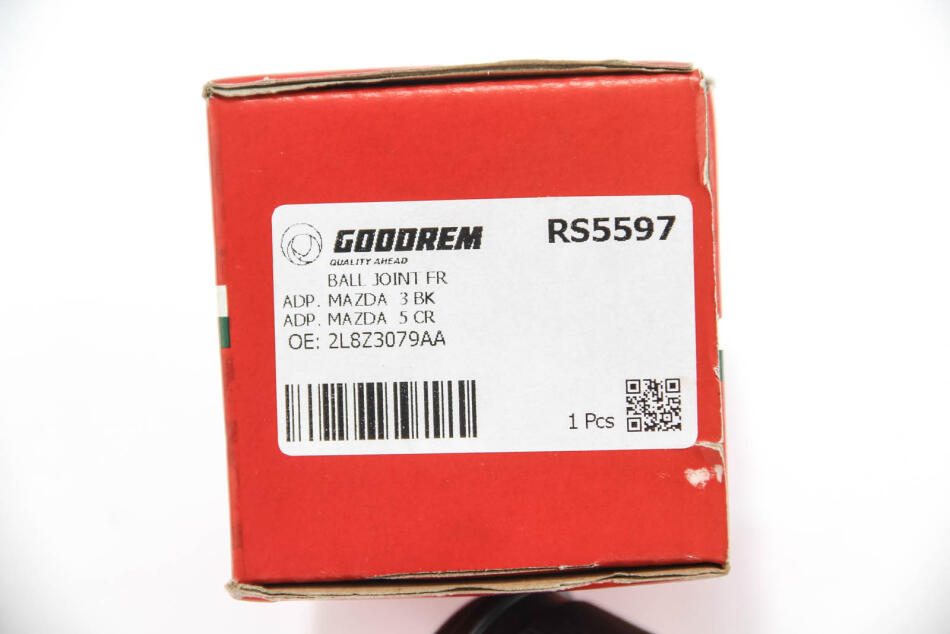 GOODREM
RS5597
QUALITY AHEAD
BALL JOINT FR
ADP. MAZDA 3 BK
ADP. MAZDA 5 CR
OE: 2L8Z3079AA
1 Pcs